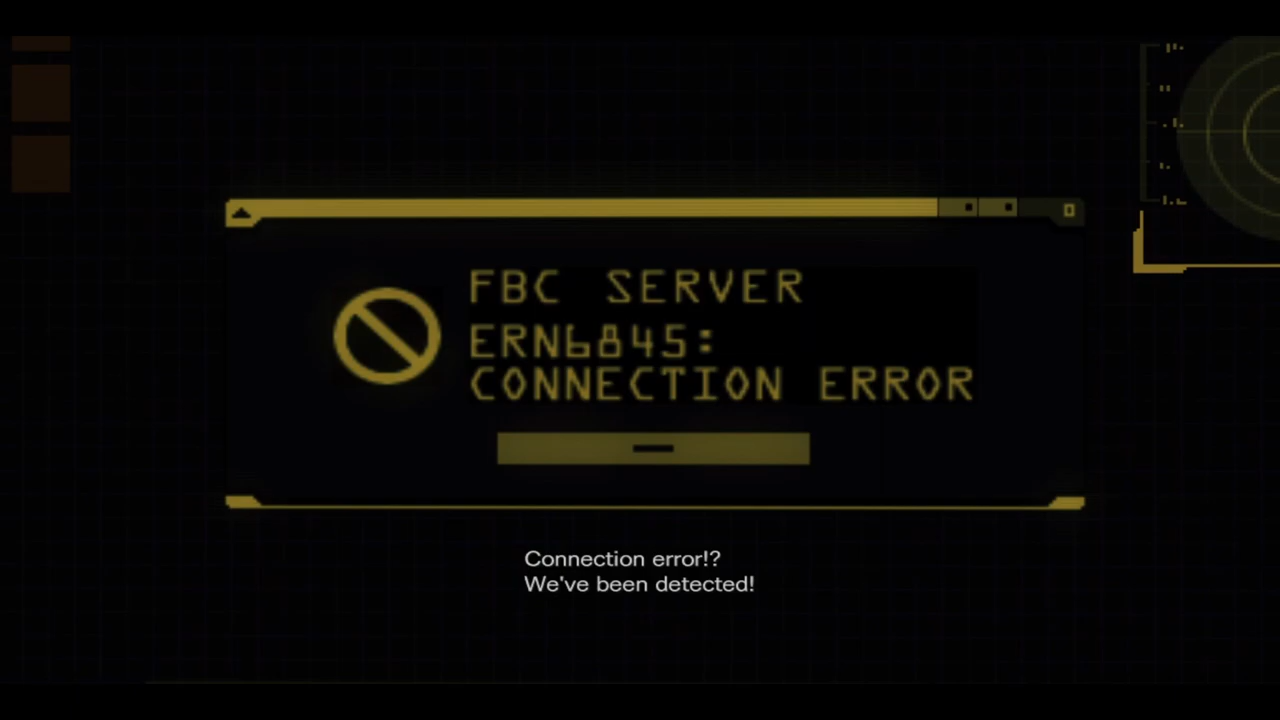 FBC SERVER
ERN6845:
CONNECTION ERROR
Connection error!?
We've been detected!